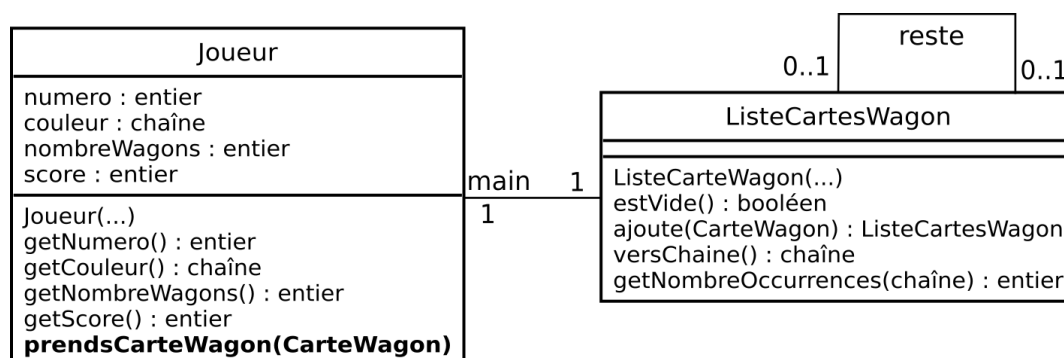 Joueur
numero : entier
couleur : chaîne
nombreWagons : entier
score : entier
Joueur(...)
getNumero() : entier
getCouleur() : chaîne
getNombreWagons() : entier
getScore() : entier
prendsCarteWagon(CarteWagon)
main
1
1
reste
0..1
0..1
ListeCartesWagon
ListeCarteWagon(...)
estVide() : booléen
ajoute(CarteWagon) : ListeCartesWagon
versChaine() : chaîne
getNombreOccurrences(chaîne) : entier